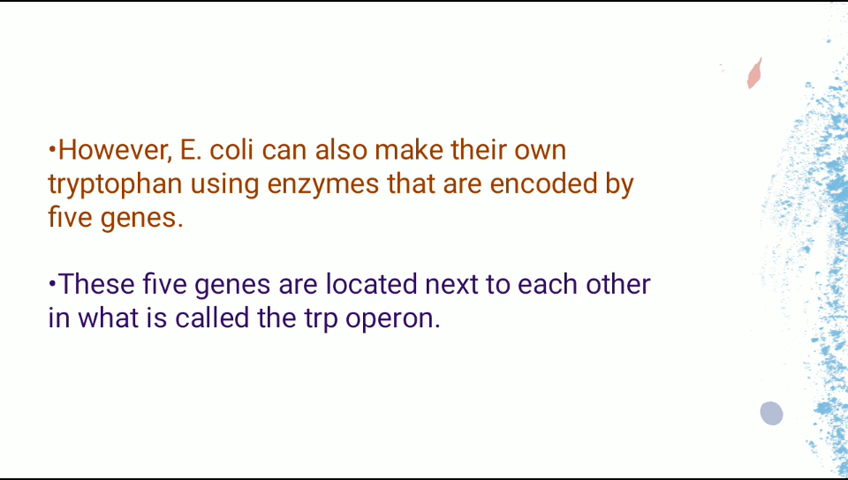 •However, E. coli can also make their own
tryptophan using enzymes that are encoded by
five genes.
•These five genes are located next to each other
in what is called the trp operon.